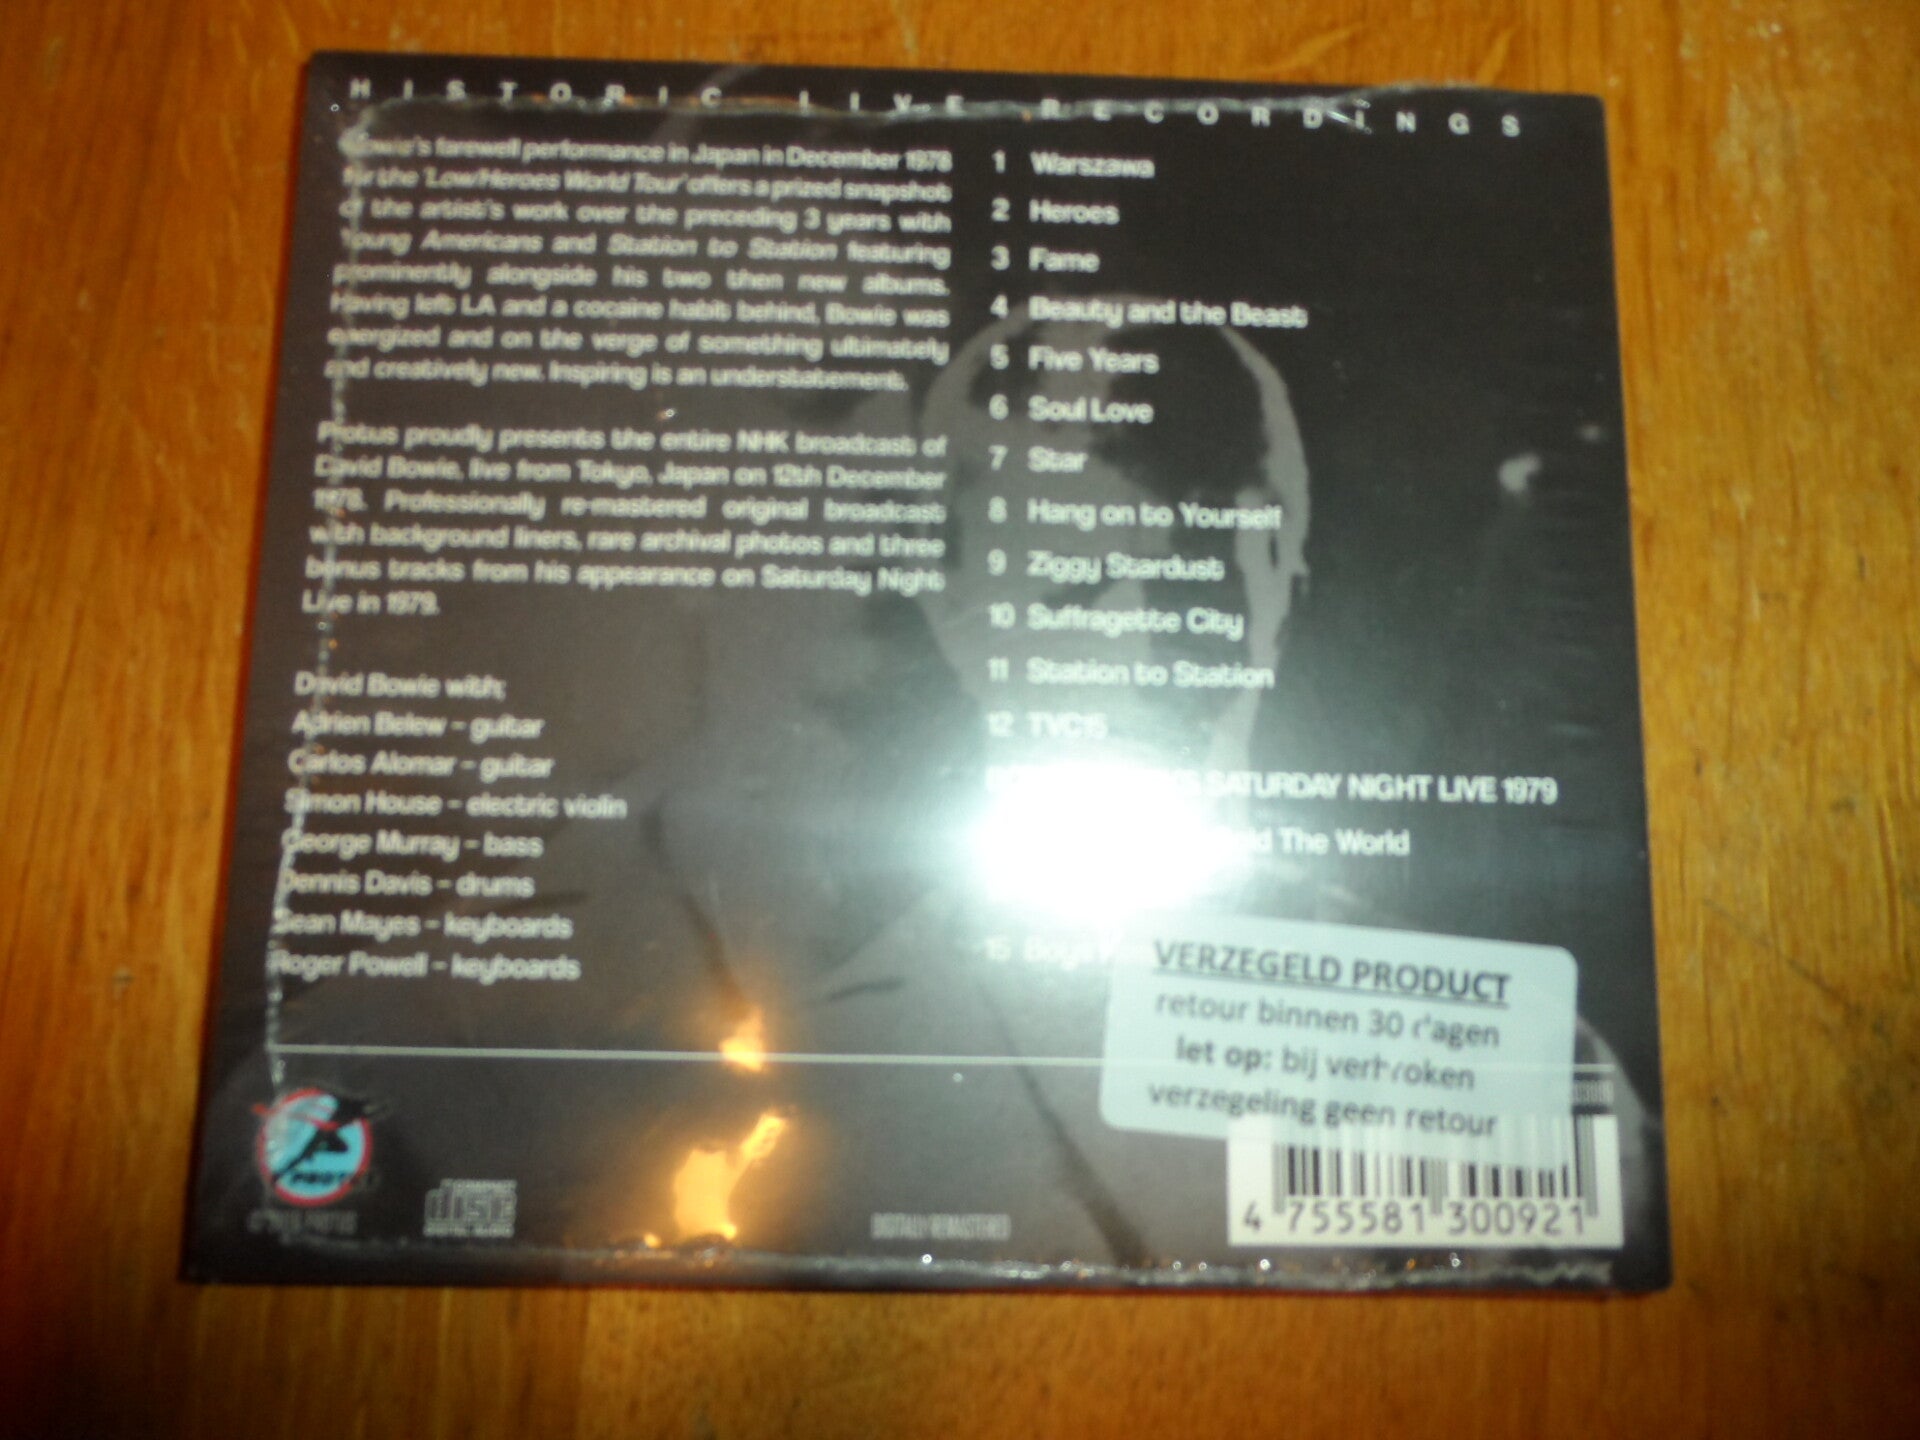 HISTORIC LIVE RECORDINGS
Bowie's farewell performance in Japan in December 1978
for the 'Low/Heroes World Tour' offers a prized snapshot
of the artist's work over the preceding 3 years with
Young Americans and Station to Station featuring
prominently alongside his two then new albums.
Having left LA and a cocaine habit behind, Bowie was
energized and on the verge of something ultimately
and creatively new. Inspiring is an understatement.
Protus proudly presents the entire NHK broadcast of
David Bowie, live from Tokyo, Japan on 12th December
1978. Professionally re-mastered original broadcast
with background liners, rare archival photos and three
bonus tracks from his appearance on Saturday Night
Live in 1979.
David Bowie with;
Adrien Belew – guitar
Carlos Alomar – guitar
Simon House – electric violin
George Murray – bass
Dennis Davis – drums
Sean Mayes – keyboards
Roger Powell – keyboards
1 Warszawa
2 Heroes
3 Fame
4 Beauty and the Beast
5 Five Years
6 Soul Love
7 Star
8 Hang on to Yourself
9 Ziggy Stardust
10 Suffragette City
11 Station to Station
12 TVC15
SATURDAY NIGHT LIVE 1979
The World
15 Boys
VERZEGELD PRODUCT
retour binnen 30 dagen
let op: bij verbroken
verzegeling geen retour
COMPACT
disc
DIGITAL AUDIO
DIGITALLY REMASTERED
4 755581 300921